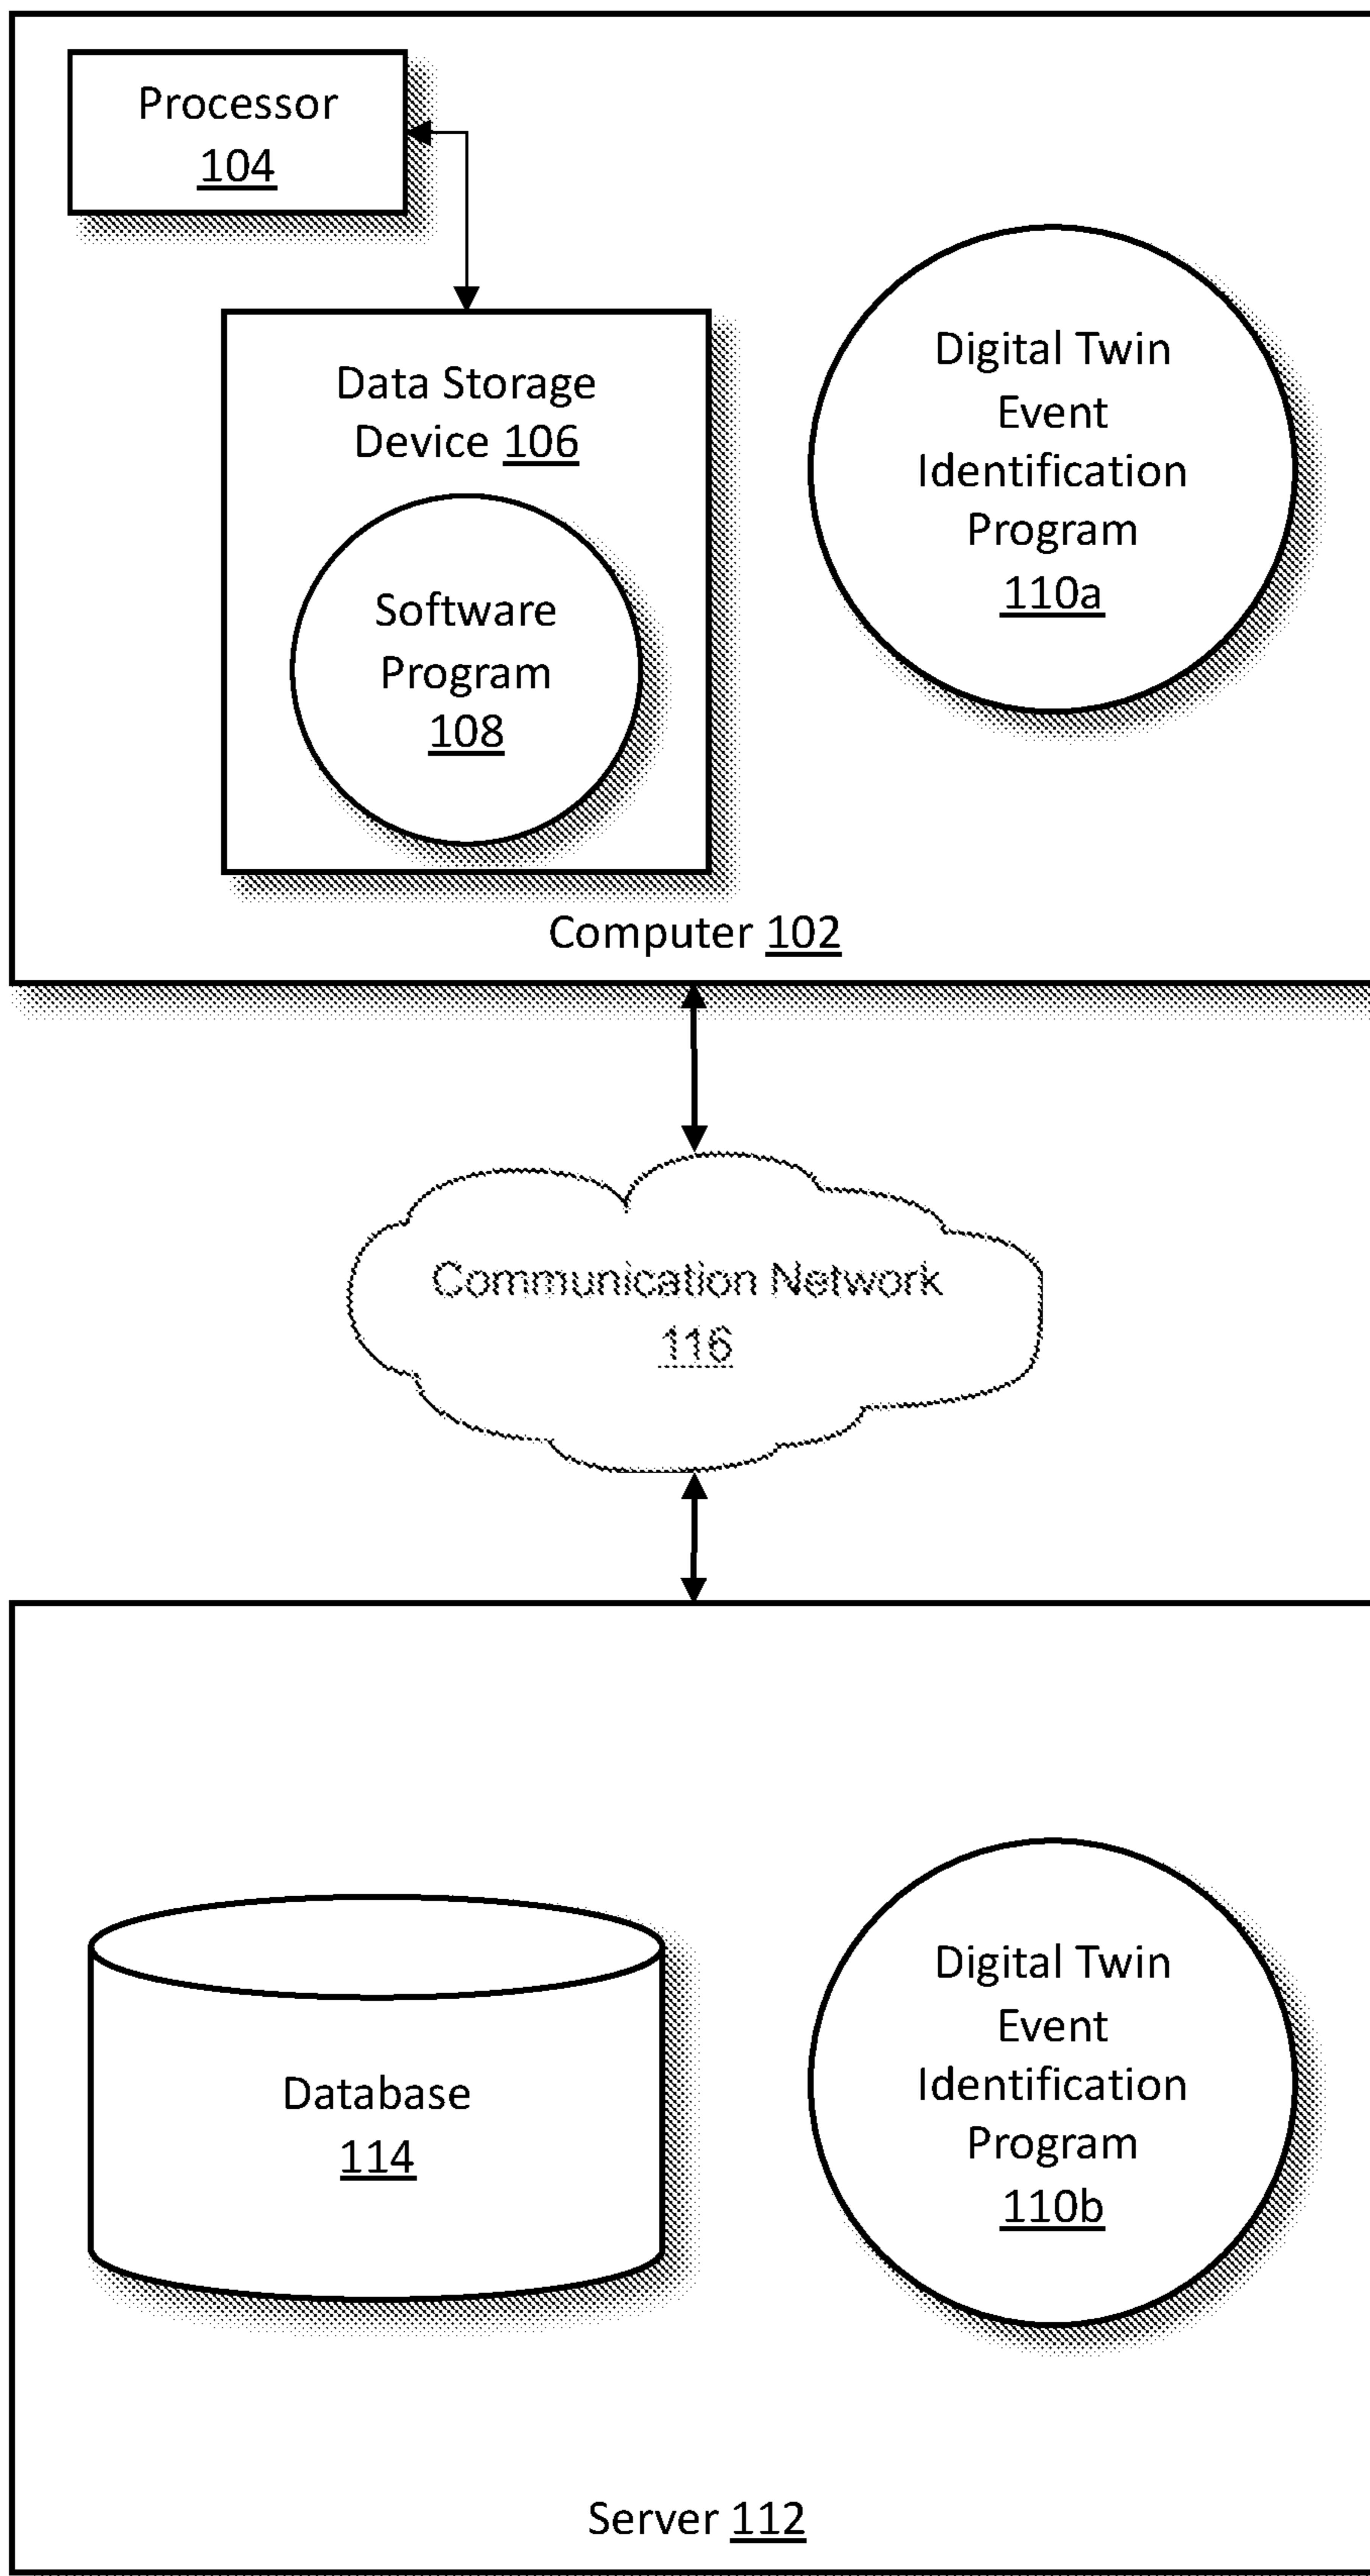 Processor
104
Data Storage
Device 106
Software
Program
108
Digital Twin
Event
Identification
Program
110a
Computer 102
Communication Network
116
Database
114
Digital Twin
Event
Identification
Program
110b
Server 112